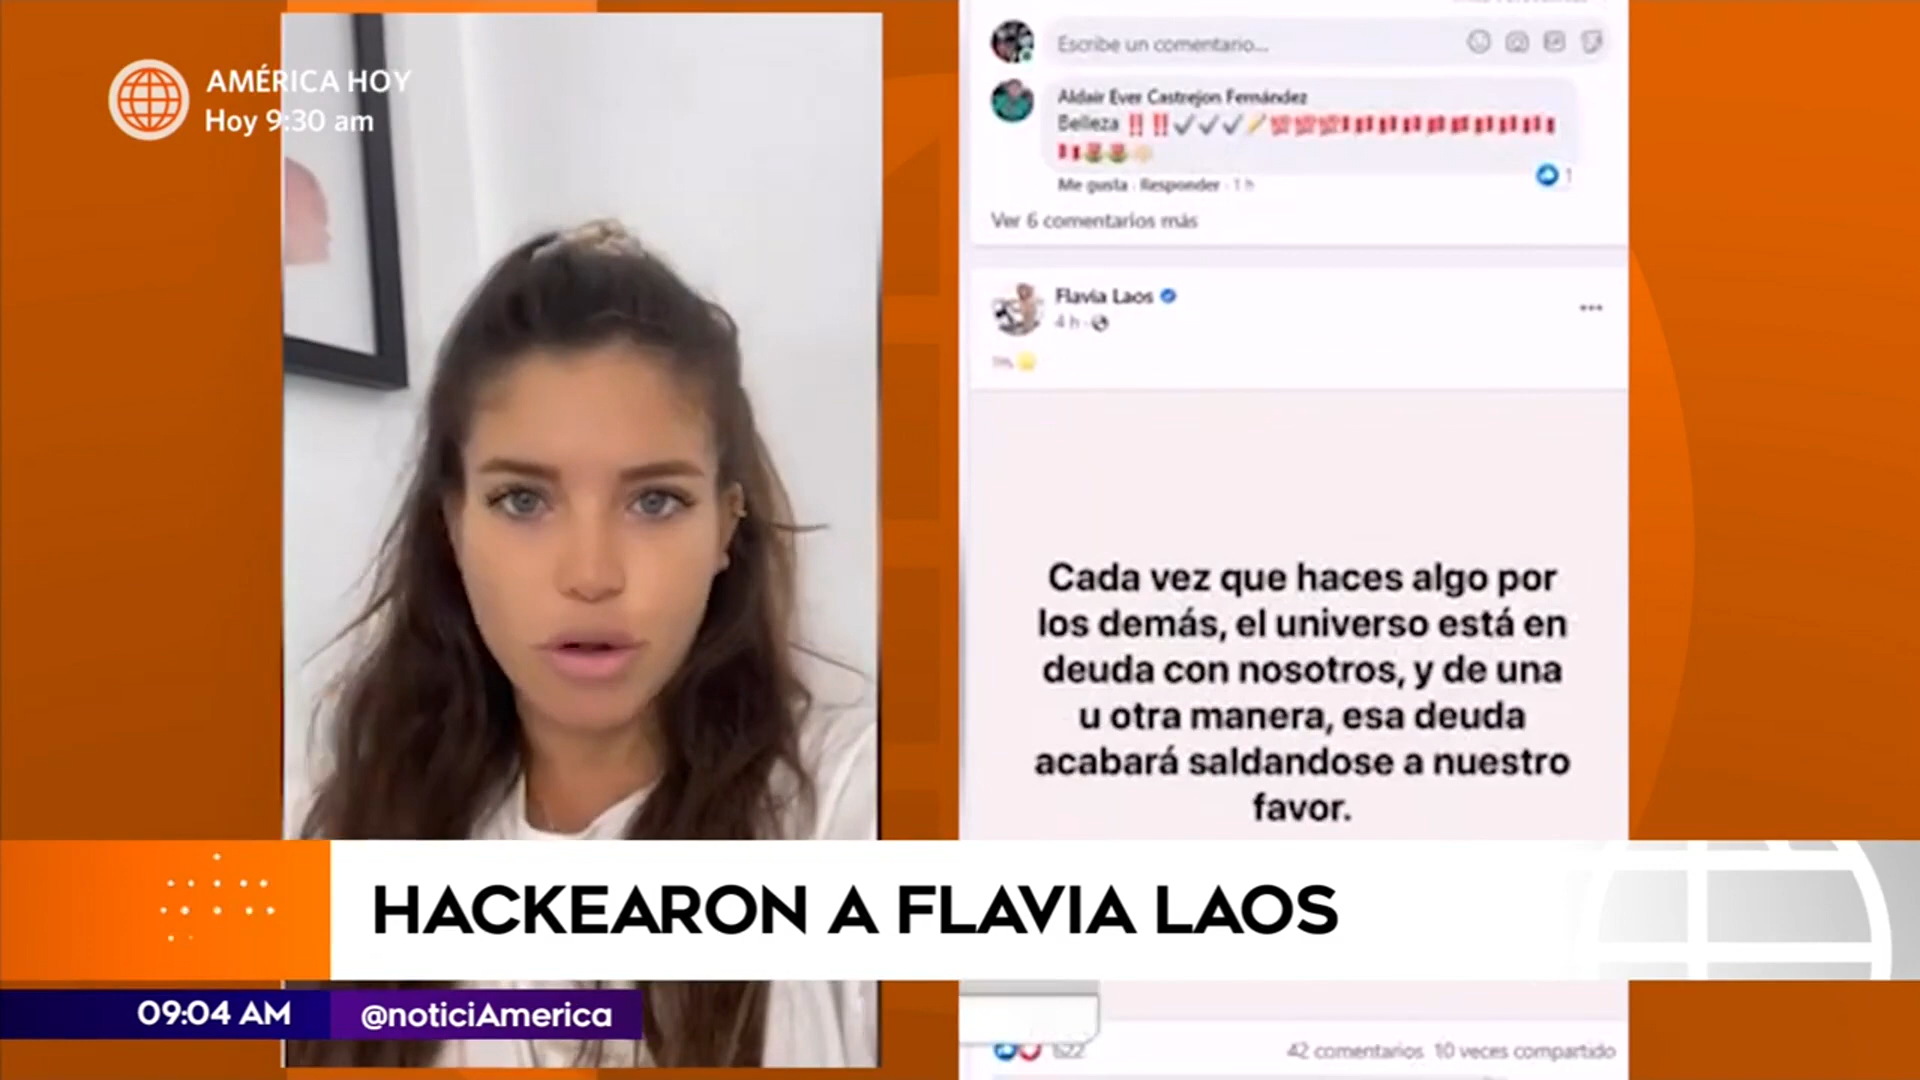 AMÉRICA HOY
Hoy 9:30 am
Escribe un comentario...
Aldair Ever Castrejon Fernández
Belleza ‼️‼️✔✔✔
Me gusta · Responder · 1 h
1
Ver 6 comentarios más
Flavia Laos
4 h ·
Cada vez que haces algo por
los demás, el universo está en
deuda con nosotros, y de una
u otra manera, esa deuda
acabará saldandose a nuestro
favor.
HACKEARON A FLAVIA LAOS
09:04 AM
@noticiAmerica
622
42 comentarios 10 veces compartido